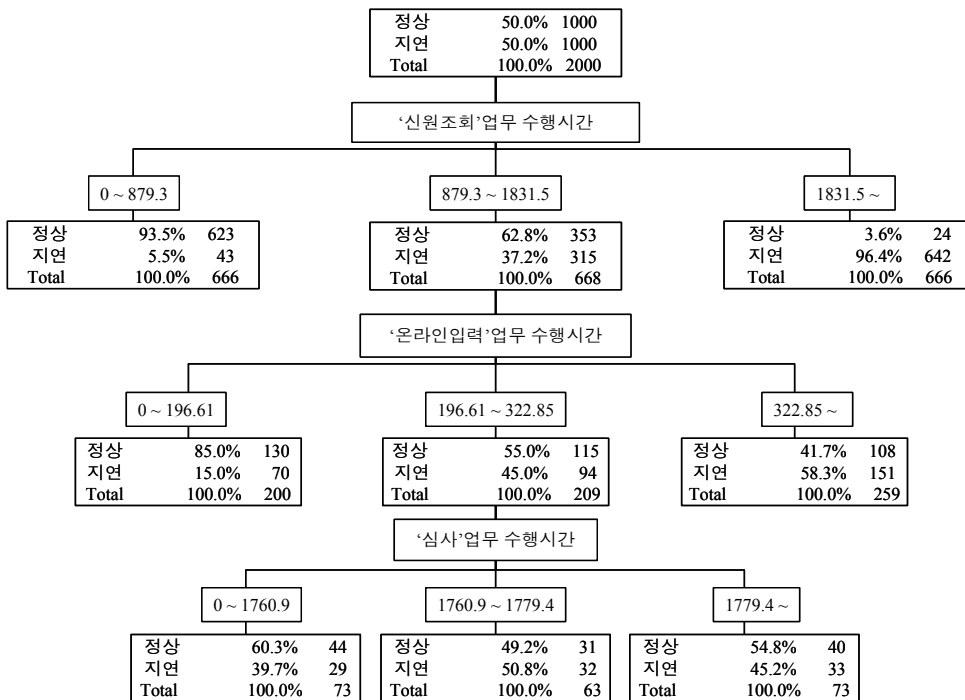 정상 50.0% 1000
지연 50.0% 1000
Total 100.0% 2000
‘신원조회’업무 수행시간
0 ~ 879.3
879.3 ~ 1831.5
1831.5 ~
정상 93.5% 623
지연 5.5% 43
Total 100.0% 666
정상 62.8% 353
지연 37.2% 315
Total 100.0% 668
정상 3.6% 24
지연 96.4% 642
Total 100.0% 666
‘온라인입력’업무 수행시간
0 ~ 196.61
196.61 ~ 322.85
322.85 ~
정상 85.0% 130
지연 15.0% 70
Total 100.0% 200
정상 55.0% 115
지연 45.0% 94
Total 100.0% 209
정상 41.7% 108
지연 58.3% 151
Total 100.0% 259
‘심사’업무 수행시간
0 ~ 1760.9
1760.9 ~ 1779.4
1779.4 ~
정상 60.3% 44
지연 39.7% 29
Total 100.0% 73
정상 49.2% 31
지연 50.8% 32
Total 100.0% 63
정상 54.8% 40
지연 45.2% 33
Total 100.0% 73